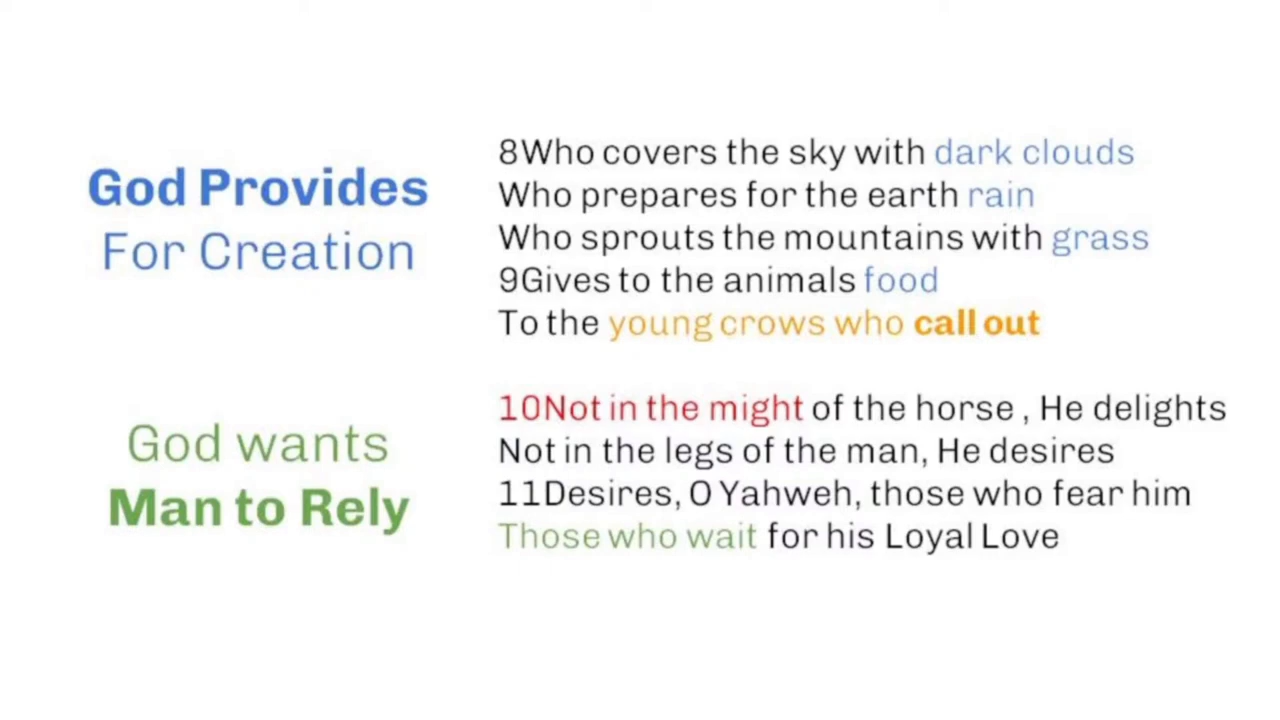 God Provides
For Creation
8Who covers the sky with dark clouds
Who prepares for the earth rain
Who sprouts the mountains with grass
9Gives to the animals food
To the young crows who call out
God wants
Man to Rely
10Not in the might of the horse , He delights
Not in the legs of the man, He desires
11Desires, O Yahweh, those who fear him
Those who wait for his Loyal Love